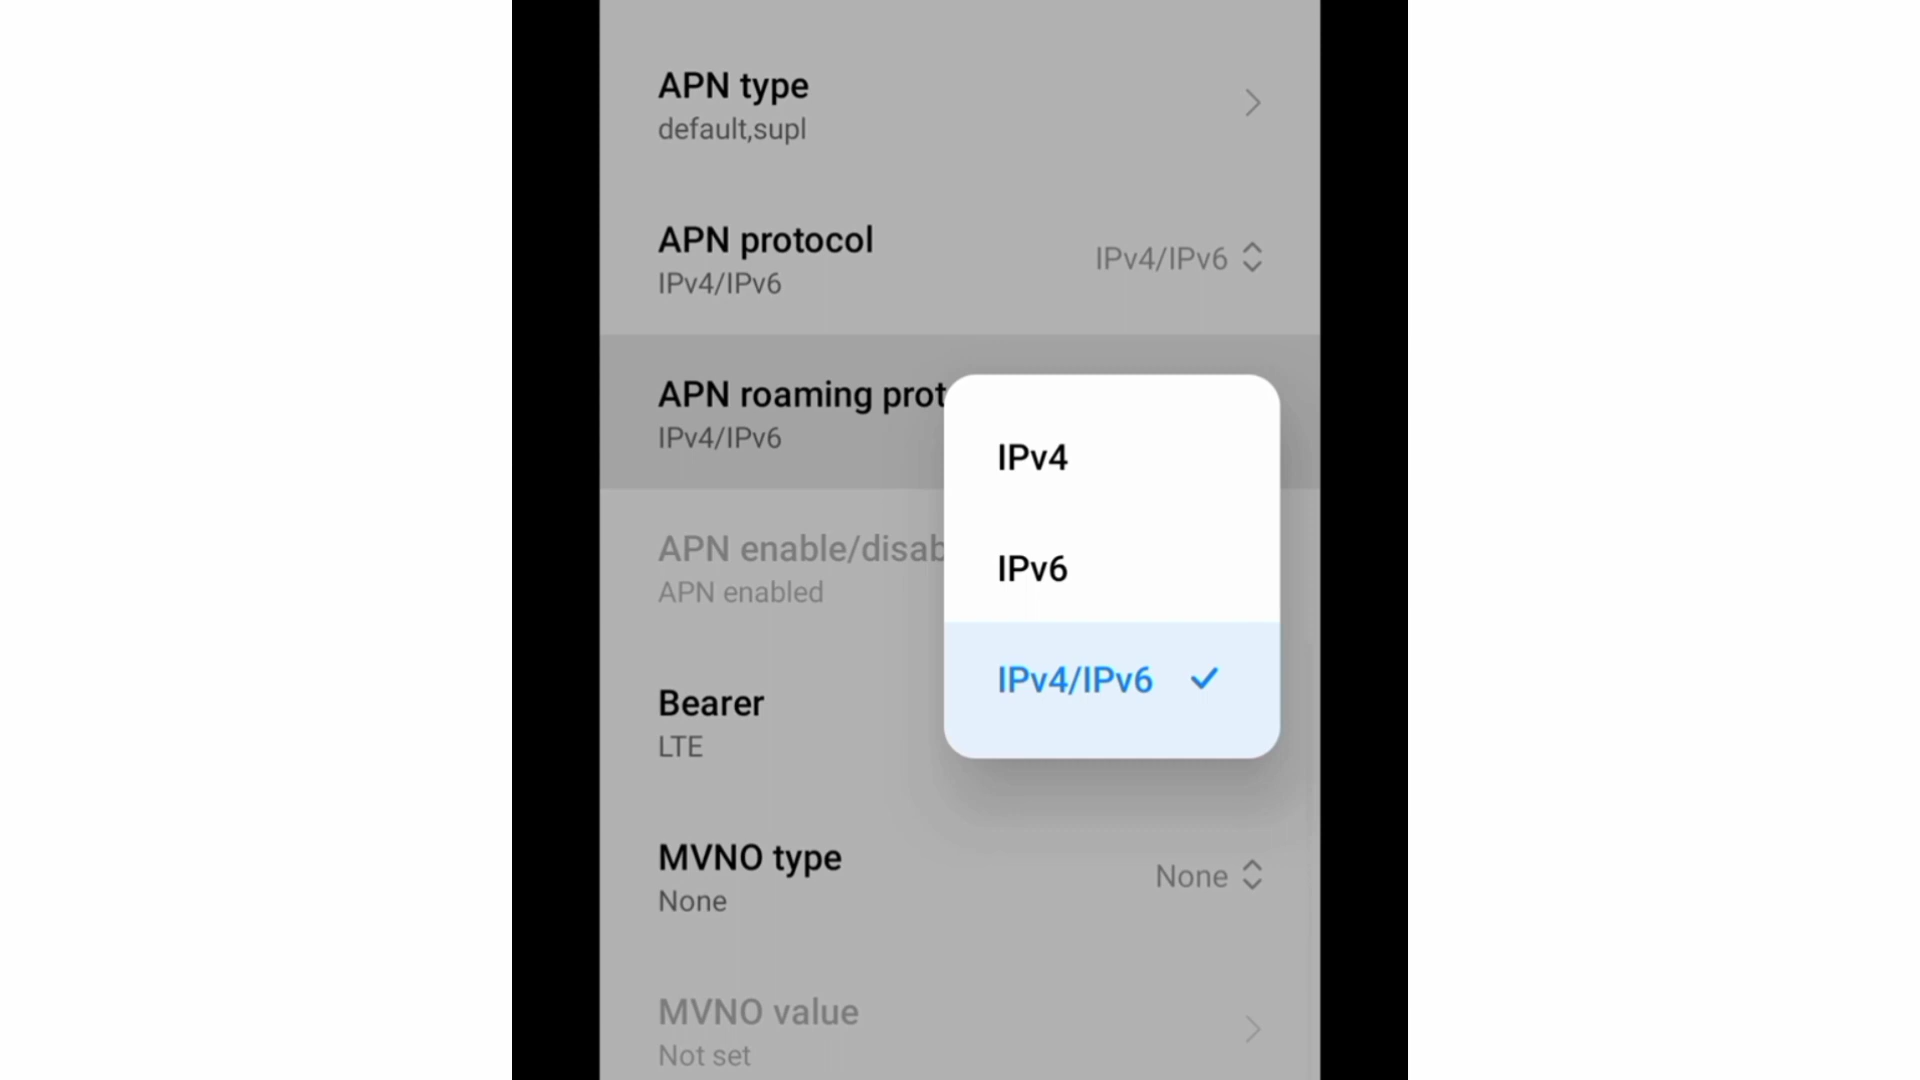 APN type
default,supl
APN protocol
IPv4/IPv6
IPv4/IPv6
APN roaming prot
IPv4/IPv6
IPv4
IPv6
IPv4/IPv6
APN enable/disab
APN enabled
Bearer
LTE
MVNO type
None
None
MVNO value
Not set